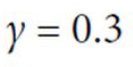 γ = 0.3